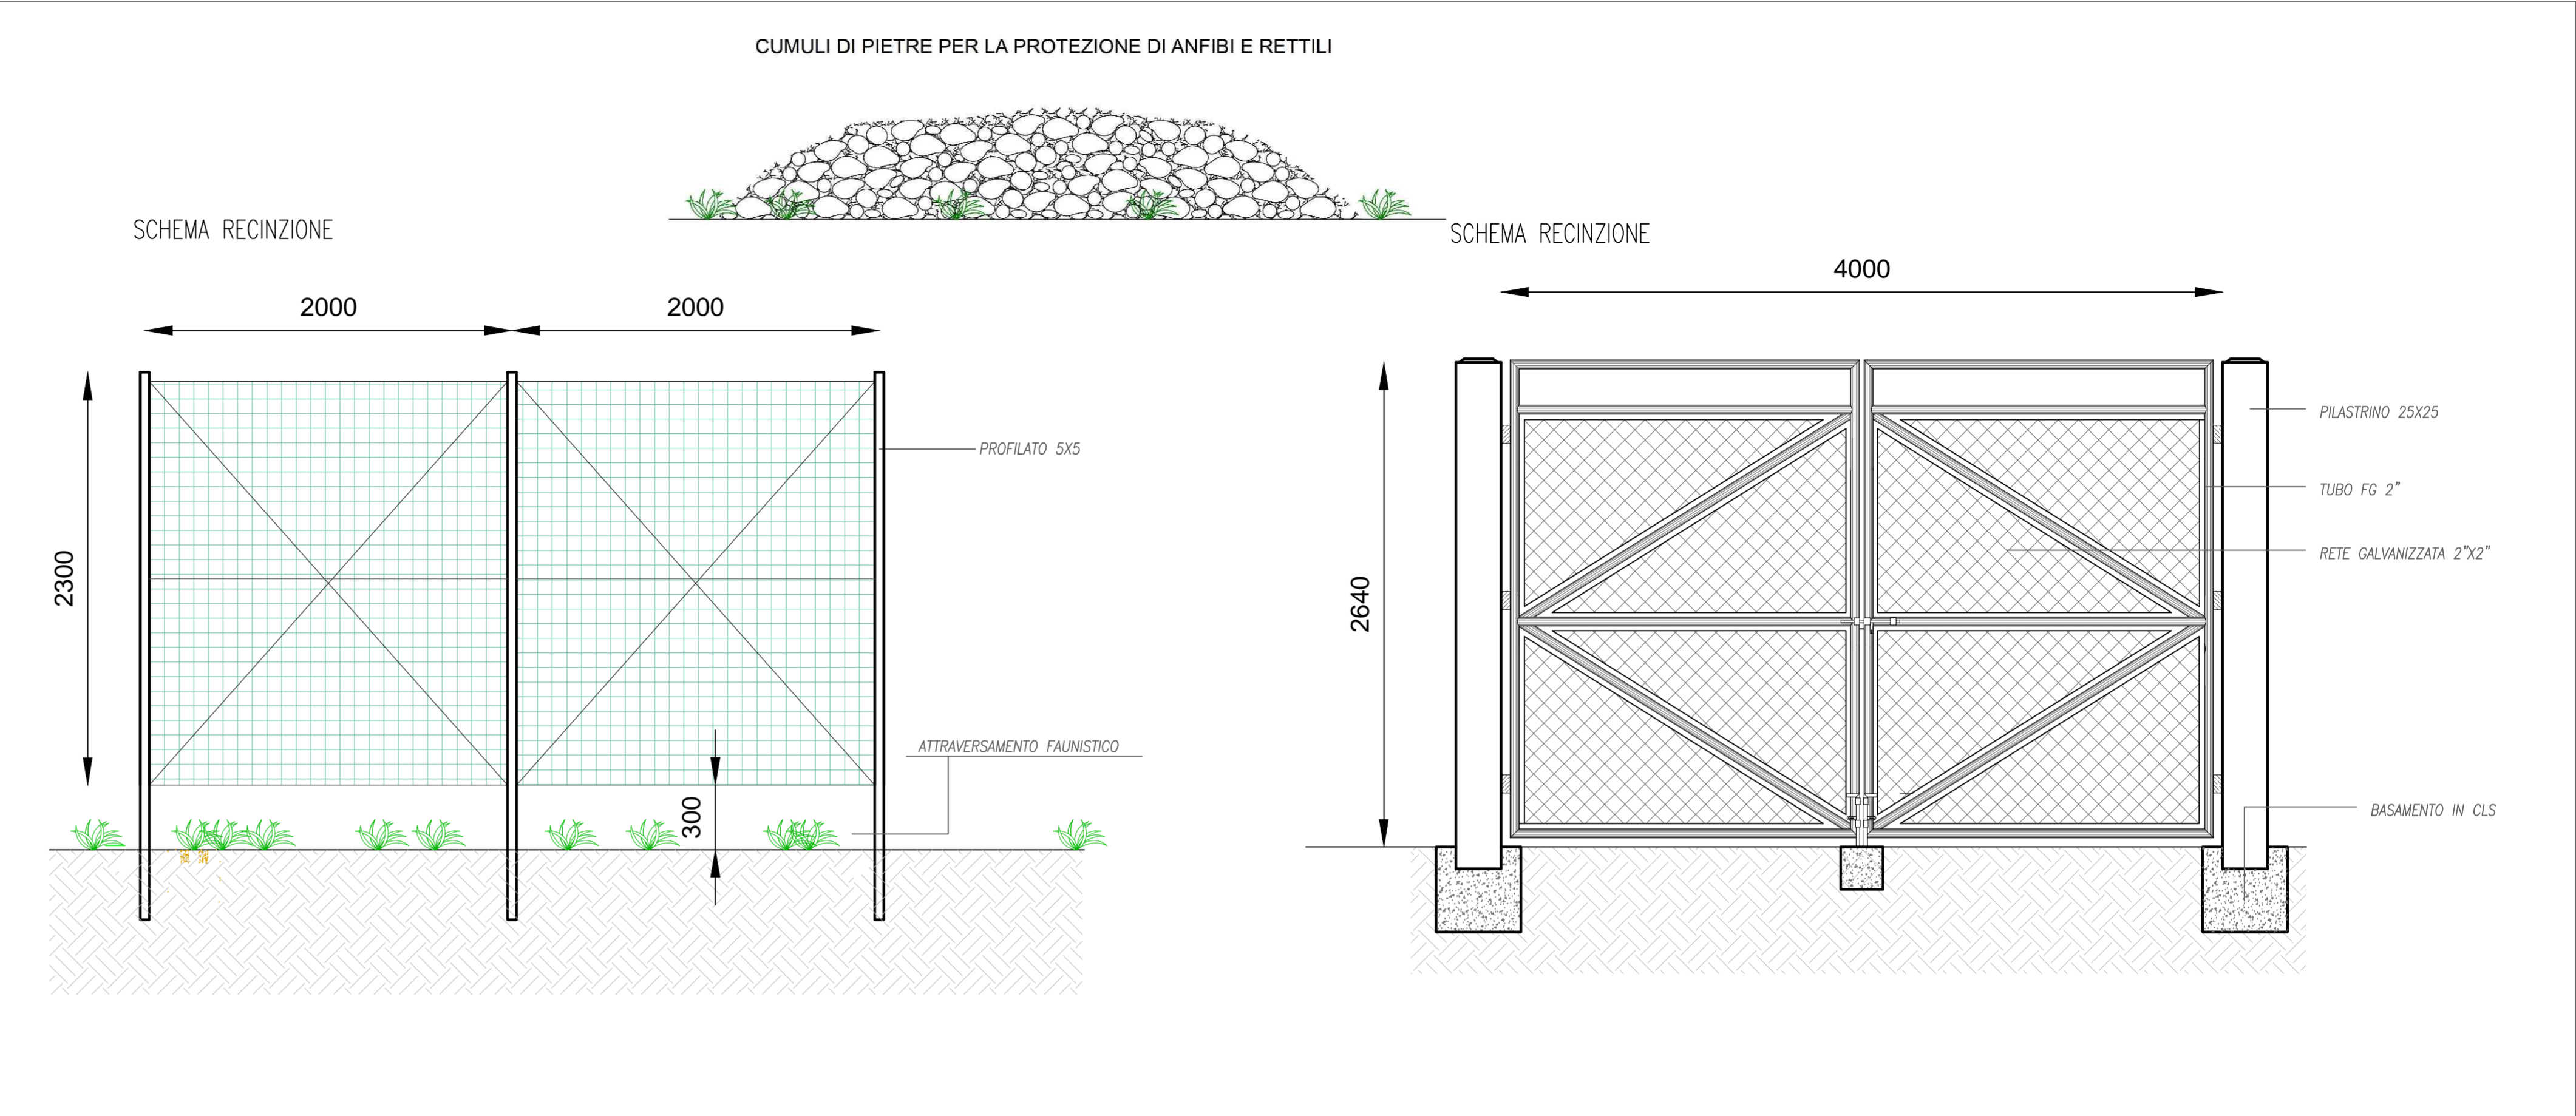 CUMULI DI PIETRE PER LA PROTEZIONE DI ANFIBI E RETTILI
SCHEMA RECINZIONE
SCHEMA RECINZIONE
2000
2000
2300
PROFILATO 5X5
ATTRAVERSAMENTO FAUNISTICO
300
4000
2640
PILASTRINO 25X25
TUBO FG 2"
RETE GALVANIZZATA 2"X2"
BASAMENTO IN CLS